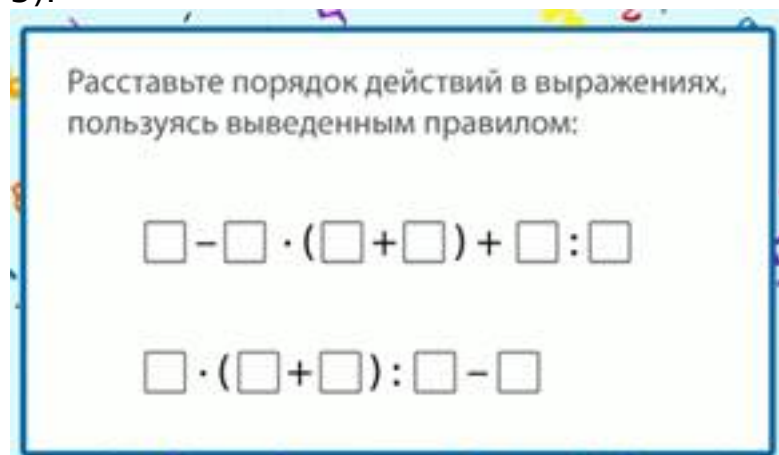 Расставьте порядок действий в выражениях,
пользуясь выведенным правилом:
□ – □ · (□ + □) + □ : □
□ · (□ + □) : □ – □